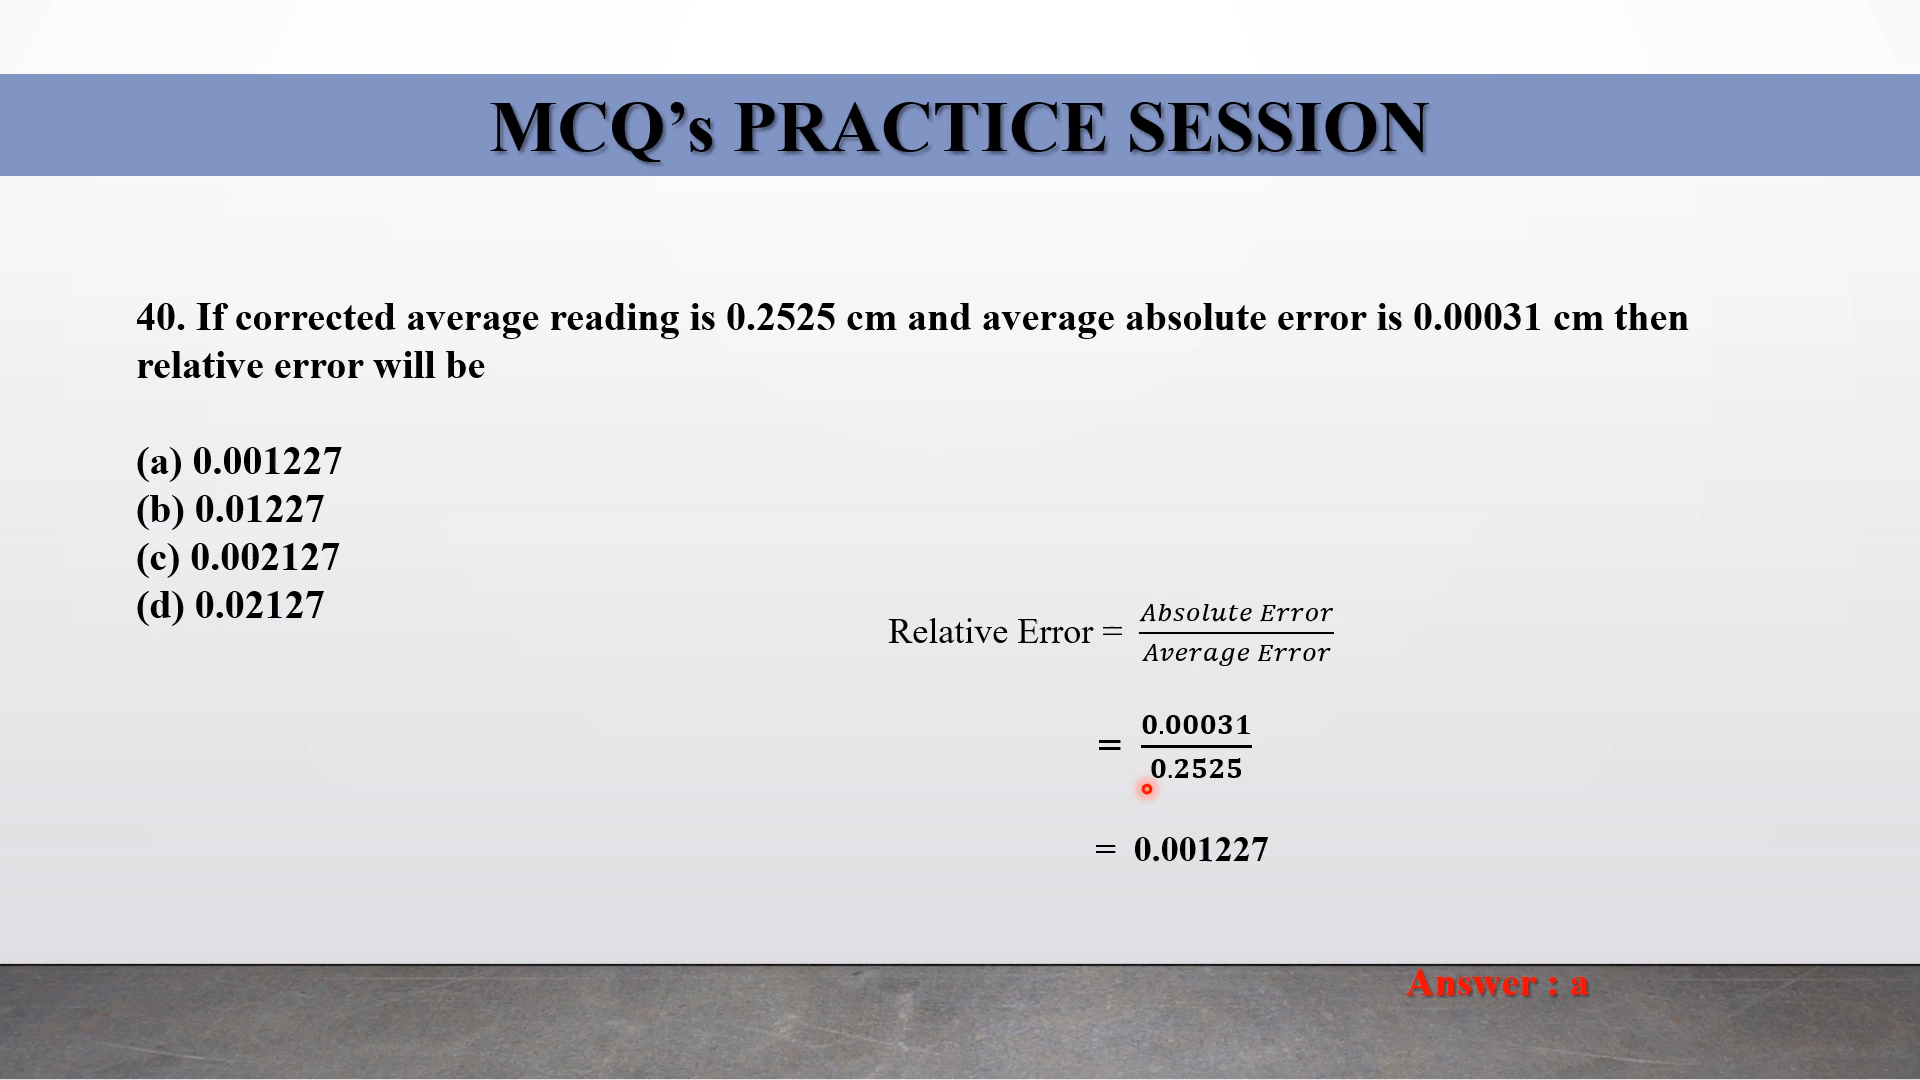 MCQ’s PRACTICE SESSION
40. If corrected average reading is 0.2525 cm and average absolute error is 0.00031 cm then
relative error will be
(a) 0.001227
(b) 0.01227
(c) 0.002127
(d) 0.02127
Relative Error = Absolute Error
Average Error
= 0.00031
0.2525
= 0.001227
Answer : a